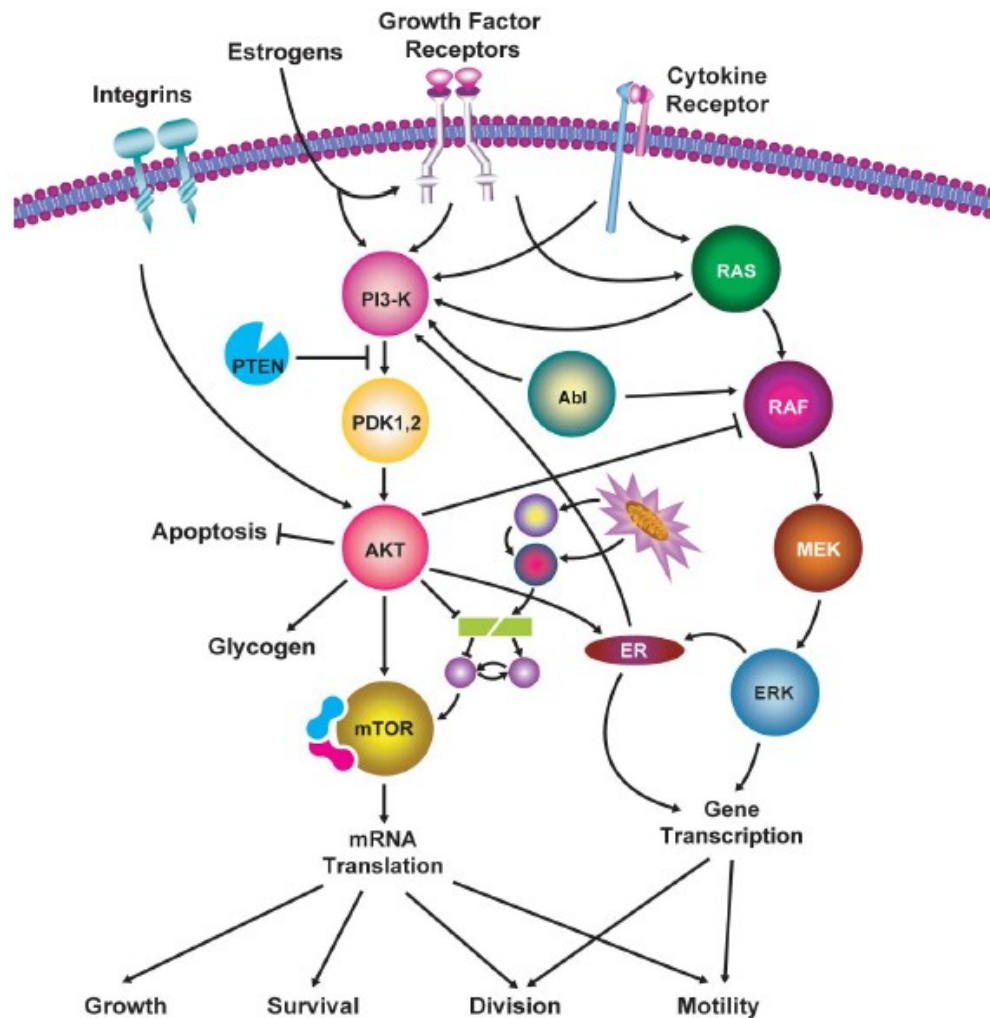 Growth Factor
Receptors
Estrogens
Cytokine
Receptor
Integrins
RAS
PI3-K
PTEN
Abl
RAF
PDK1,2
Apoptosis
AKT
MEK
Glycogen
ER
ERK
mTOR
Gene
Transcription
mRNA
Translation
Growth
Survival
Division
Motility